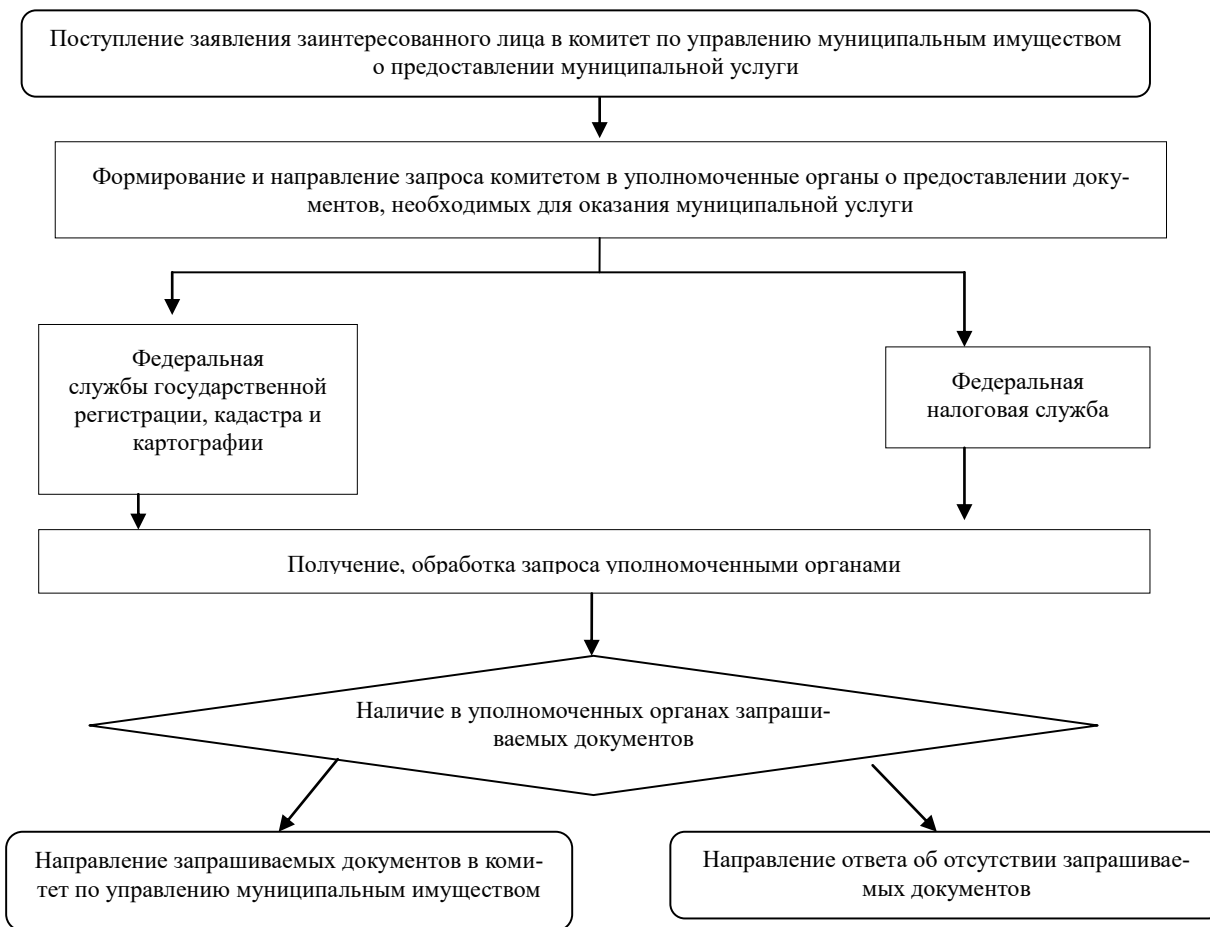 Поступление заявления заинтересованного лица в комитет по управлению муниципальным имуществом
о предоставлении муниципальной услуги
Формирование и направление запроса комитетом в уполномоченные органы о предоставлении доку-
ментов, необходимых для оказания муниципальной услуги
Федеральная
службы государственной
регистрации, кадастра и
картографии
Федеральная
налоговая служба
Получение, обработка запроса уполномоченными органами
Наличие в уполномоченных органах запраши-
ваемых документов
Направление запрашиваемых документов в коми-
тет по управлению муниципальным имуществом
Направление ответа об отсутствии запрашивае-
мых документов